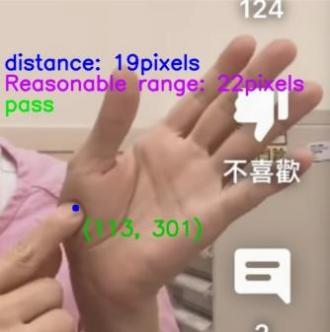 124
distance: 19pixels
Reasonable range: 22pixels
pass
不喜歡
(113, 301)